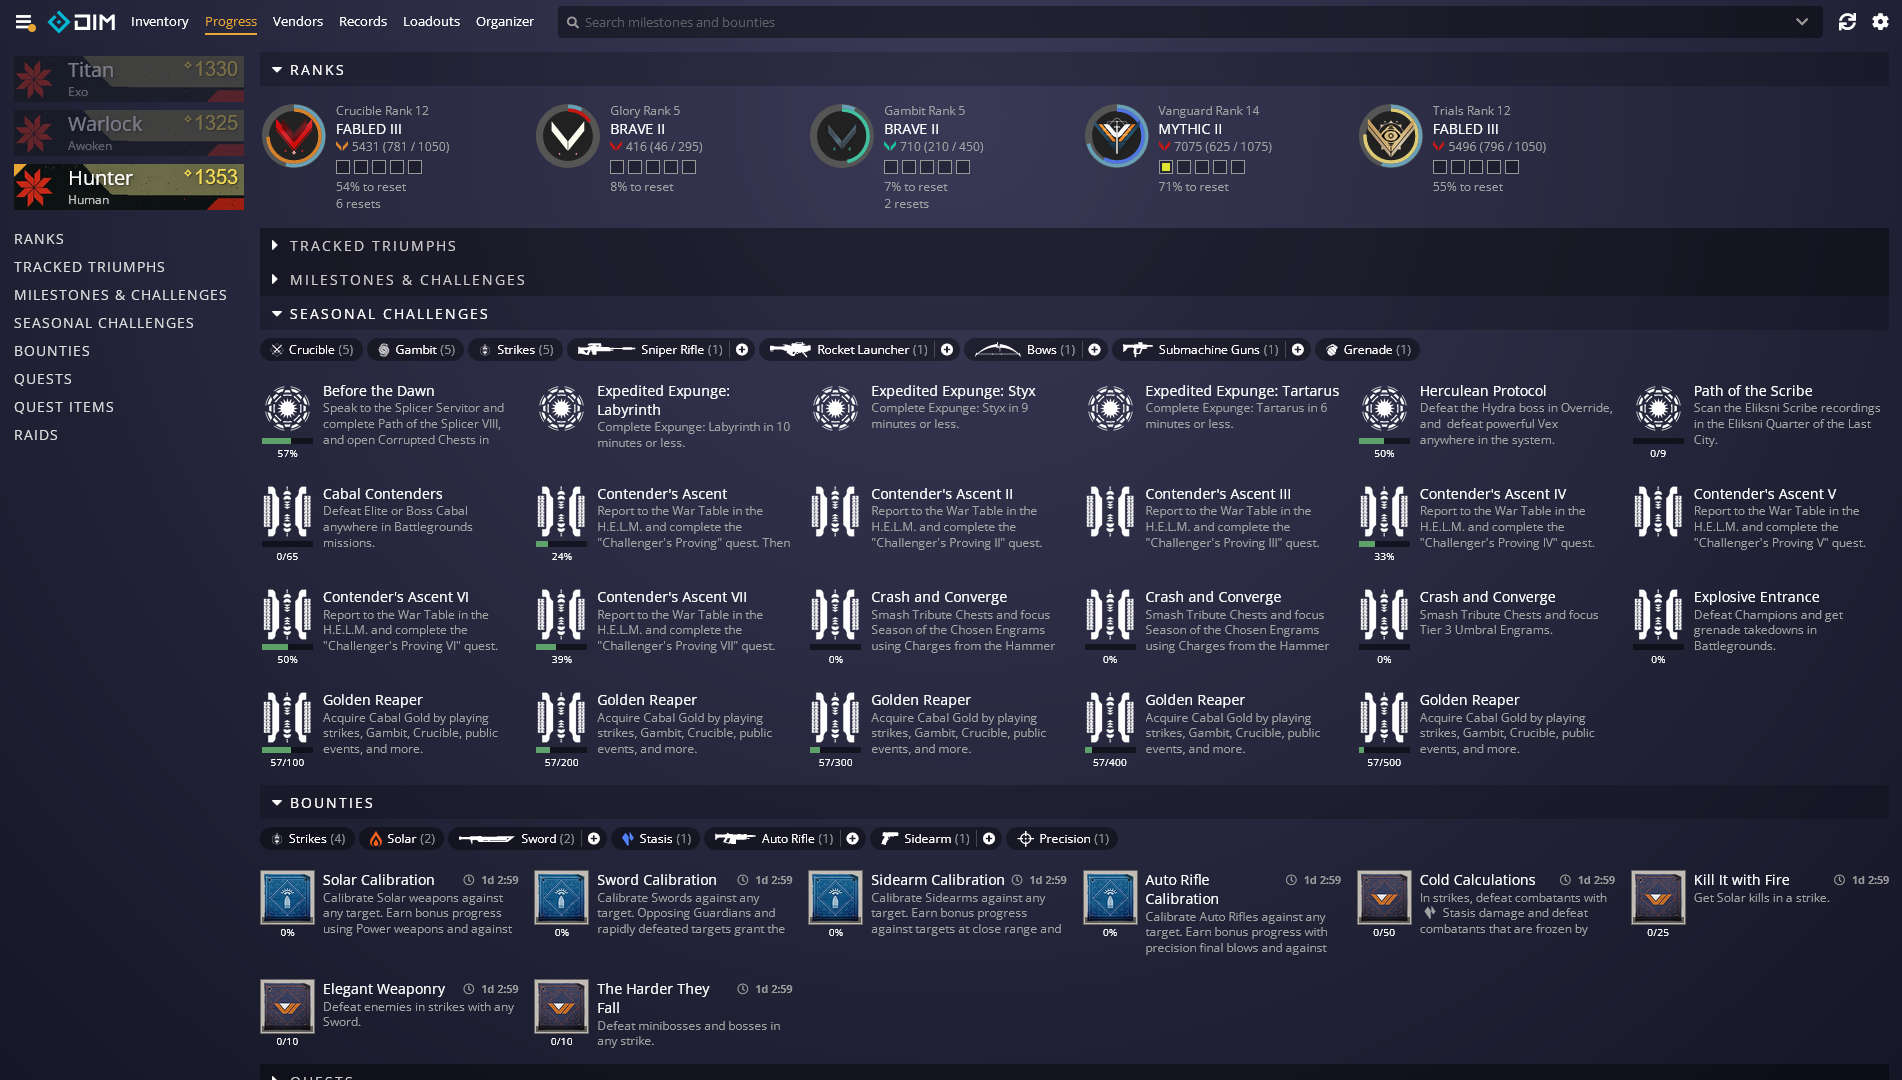 DIM Inventory Progress Vendors Records Loadouts Organizer Search milestones and bounties
Titan 1330
Exo
Warlock 1325
Awoken
Hunter 1353
Human
RANKS
TRACKED TRIUMPHS
MILESTONES & CHALLENGES
SEASONAL CHALLENGES
BOUNTIES
QUESTS
QUEST ITEMS
RAIDS
RANKS
Crucible Rank 12
FABLED III
5431 (781 / 1050)
54% to reset
6 resets
Glory Rank 5
BRAVE II
416 (46 / 295)
8% to reset
Gambit Rank 5
BRAVE II
710 (210 / 450)
7% to reset
2 resets
Vanguard Rank 14
MYTHIC II
7075 (625 / 1075)
71% to reset
Trials Rank 12
FABLED III
5496 (796 / 1050)
55% to reset
TRACKED TRIUMPHS
MILESTONES & CHALLENGES
SEASONAL CHALLENGES
Crucible (5) Gambit (5) Strikes (5) Sniper Rifle (1) Rocket Launcher (1) Bows (1) Submachine Guns (1) Grenade (1)
Before the Dawn
Speak to the Splicer Servitor and
complete Path of the Splicer VIII,
and open Corrupted Chests in
57%
Expedited Expunge:
Labyrinth
Complete Expunge: Labyrinth in 10
minutes or less.
Expedited Expunge: Styx
Complete Expunge: Styx in 9
minutes or less.
Expedited Expunge: Tartarus
Complete Expunge: Tartarus in 6
minutes or less.
Herculean Protocol
Defeat the Hydra boss in Override,
and defeat powerful Vex
anywhere in the system.
50%
Path of the Scribe
Scan the Eliksni Scribe recordings
in the Eliksni Quarter of the Last
City.
0/9
Cabal Contenders
Defeat Elite or Boss Cabal
anywhere in Battlegrounds
missions.
0/65
Contender's Ascent
Report to the War Table in the
H.E.L.M. and complete the
"Challenger's Proving" quest. Then
24%
Contender's Ascent II
Report to the War Table in the
H.E.L.M. and complete the
"Challenger's Proving II" quest.
Contender's Ascent III
Report to the War Table in the
H.E.L.M. and complete the
"Challenger's Proving III" quest.
Contender's Ascent IV
Report to the War Table in the
H.E.L.M. and complete the
"Challenger's Proving IV" quest.
33%
Contender's Ascent V
Report to the War Table in the
H.E.L.M. and complete the
"Challenger's Proving V" quest.
Contender's Ascent VI
Report to the War Table in the
H.E.L.M. and complete the
"Challenger's Proving VI" quest.
50%
Contender's Ascent VII
Report to the War Table in the
H.E.L.M. and complete the
"Challenger's Proving VII" quest.
39%
Crash and Converge
Smash Tribute Chests and focus
Season of the Chosen Engrams
using Charges from the Hammer
0%
Crash and Converge
Smash Tribute Chests and focus
Season of the Chosen Engrams
using Charges from the Hammer
0%
Crash and Converge
Smash Tribute Chests and focus
Tier 3 Umbral Engrams.
0%
Explosive Entrance
Defeat Champions and get
grenade takedowns in
Battlegrounds.
0%
Golden Reaper
Acquire Cabal Gold by playing
strikes, Gambit, Crucible, public
events, and more.
57/100
Golden Reaper
Acquire Cabal Gold by playing
strikes, Gambit, Crucible, public
events, and more.
57/200
Golden Reaper
Acquire Cabal Gold by playing
strikes, Gambit, Crucible, public
events, and more.
57/300
Golden Reaper
Acquire Cabal Gold by playing
strikes, Gambit, Crucible, public
events, and more.
57/400
Golden Reaper
Acquire Cabal Gold by playing
strikes, Gambit, Crucible, public
events, and more.
57/500
BOUNTIES
Strikes (4) Solar (2) Sword (2) Stasis (1) Auto Rifle (1) Sidearm (1) Precision (1)
Solar Calibration 1d 2:59
Calibrate Solar weapons against
any target. Earn bonus progress
using Power weapons and against
0%
Sword Calibration 1d 2:59
Calibrate Swords against any
target. Opposing Guardians and
rapidly defeated targets grant the
0%
Sidearm Calibration 1d 2:59
Calibrate Sidearms against any
target. Earn bonus progress
against targets at close range and
0%
Auto Rifle 1d 2:59
Calibration
Calibrate Auto Rifles against any
target. Earn bonus progress with
precision final blows and against
0%
Cold Calculations 1d 2:59
In strikes, defeat combatants with
Stasis damage and defeat
combatants that are frozen by
0/50
Kill It with Fire 1d 2:59
Get Solar kills in a strike.
0/25
Elegant Weaponry 1d 2:59
Defeat enemies in strikes with any
Sword.
0/10
The Harder They 1d 2:59
Fall
Defeat minibosses and bosses in
any strike.
0/10
QUESTS